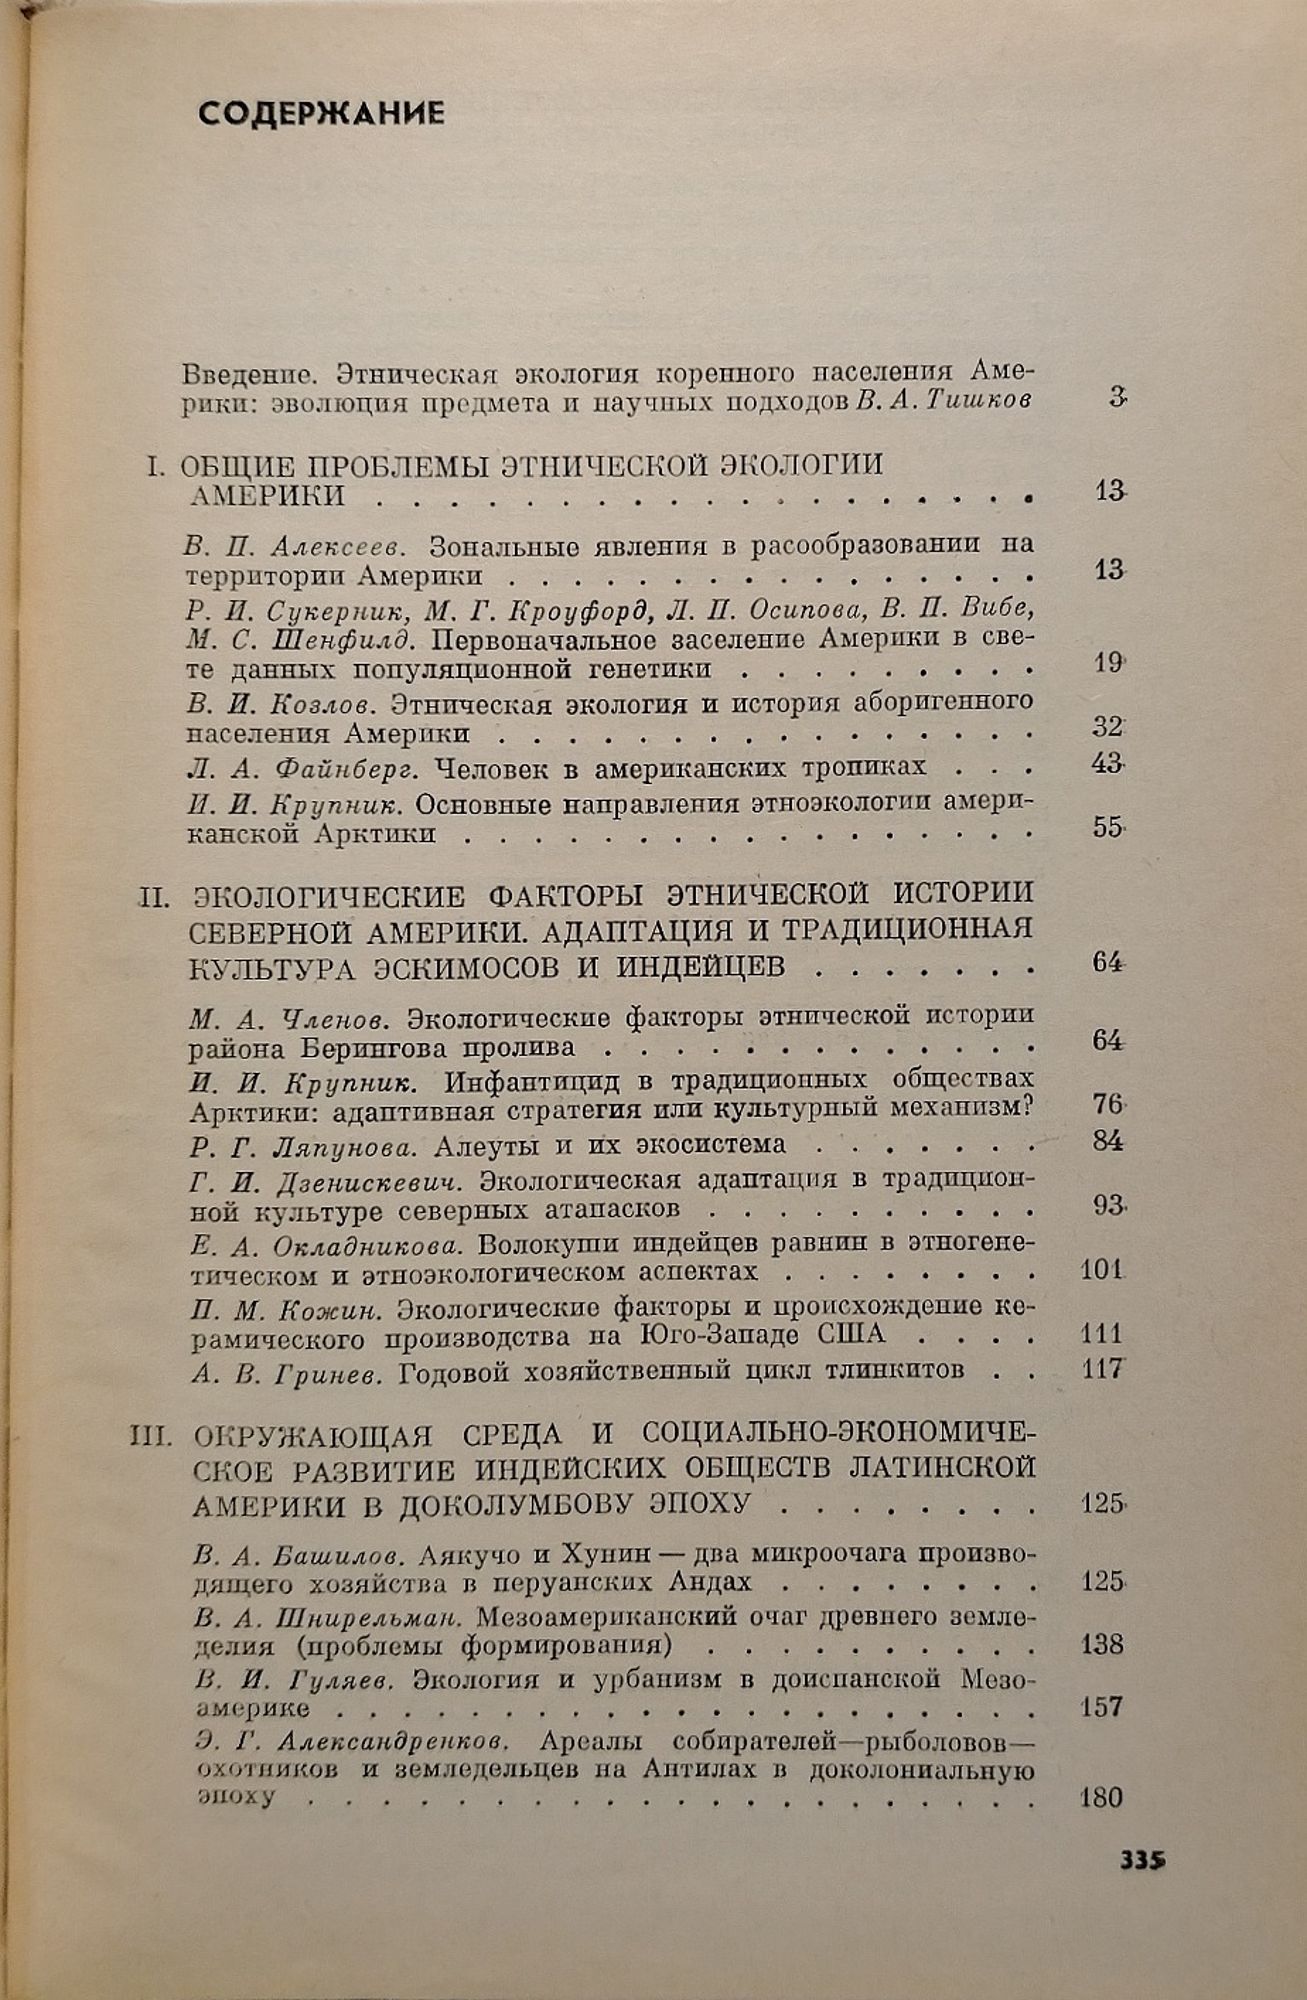 СОДЕРЖАНИЕ
Введение. Этническая экология коренного населения Аме-
рики: эволюция предмета и научных подходов В. А. Тишков 3
I. ОБЩИЕ ПРОБЛЕМЫ ЭТНИЧЕСКОЙ ЭКОЛОГИИ
АМЕРИКИ . . . . . . . . . . . . . . . . . . 13
В. П. Алексеев. Зональные явления в расообразовании на
территории Америки . . . . . . . . . . . . . . . 13
Р. И. Сукерник, М. Г. Кроуфорд, Л. П. Осипова, В. П. Вибе,
М. С. Шенфилд. Первоначальное заселение Америки в све-
те данных популяционной генетики . . . . . . . . . 19
В. И. Козлов. Этническая экология и история аборигенного
населения Америки . . . . . . . . . . . . . . . . 32
Л. А. Файнберг. Человек в американских тропиках . . . 43
И. И. Крупник. Основные направления этноэкологии амери-
канской Арктики . . . . . . . . . . . . . . . . . 55
II. ЭКОЛОГИЧЕСКИЕ ФАКТОРЫ ЭТНИЧЕСКОЙ ИСТОРИИ
СЕВЕРНОЙ АМЕРИКИ. АДАПТАЦИЯ И ТРАДИЦИОННАЯ
КУЛЬТУРА ЭСКИМОСОВ И ИНДЕЙЦЕВ . . . . . . . 64
М. А. Членов. Экологические факторы этнической истории
района Берингова пролива . . . . . . . . . . . . . 64
И. И. Крупник. Инфантицид в традиционных обществах
Арктики: адаптивная стратегия или культурный механизм? 76
Р. Г. Ляпунова. Алеуты и их экосистема . . . . . . . 84
Г. И. Дзенискевич. Экологическая адаптация в традицион-
ной культуре северных атапасков . . . . . . . . . . 93
Е. А. Окладникова. Волокуши индейцев равнин в этногене-
тическом и этноэкологическом аспектах . . . . . . . . 101
П. М. Кожин. Экологические факторы и происхождение ке-
рамического производства на Юго-Западе США . . . . 111
А. В. Гринев. Годовой хозяйственный цикл тлинкитов . . 117
III. ОКРУЖАЮЩАЯ СРЕДА И СОЦИАЛЬНО-ЭКОНОМИЧЕ-
СКОЕ РАЗВИТИЕ ИНДЕЙСКИХ ОБЩЕСТВ ЛАТИНСКОЙ
АМЕРИКИ В ДОКОЛУМБОВУ ЭПОХУ . . . . . . . . 125
В. А. Башилов. Аякучо и Хунин — два микроочага произво-
дящего хозяйства в перуанских Андах . . . . . . . . 125
В. А. Шнирельман. Мезоамериканский очаг древнего земле-
делия (проблемы формирования) . . . . . . . . . . 138
В. И. Гуляев. Экология и урбанизм в доиспанской Мезо-
америке . . . . . . . . . . . . . . . . . . . . 157
Э. Г. Александренков. Ареалы собирателей—рыболовов—
охотников и земледельцев на Антилах в доколониальную
эпоху . . . . . . . . . . . . . . . . . . . . 180
335